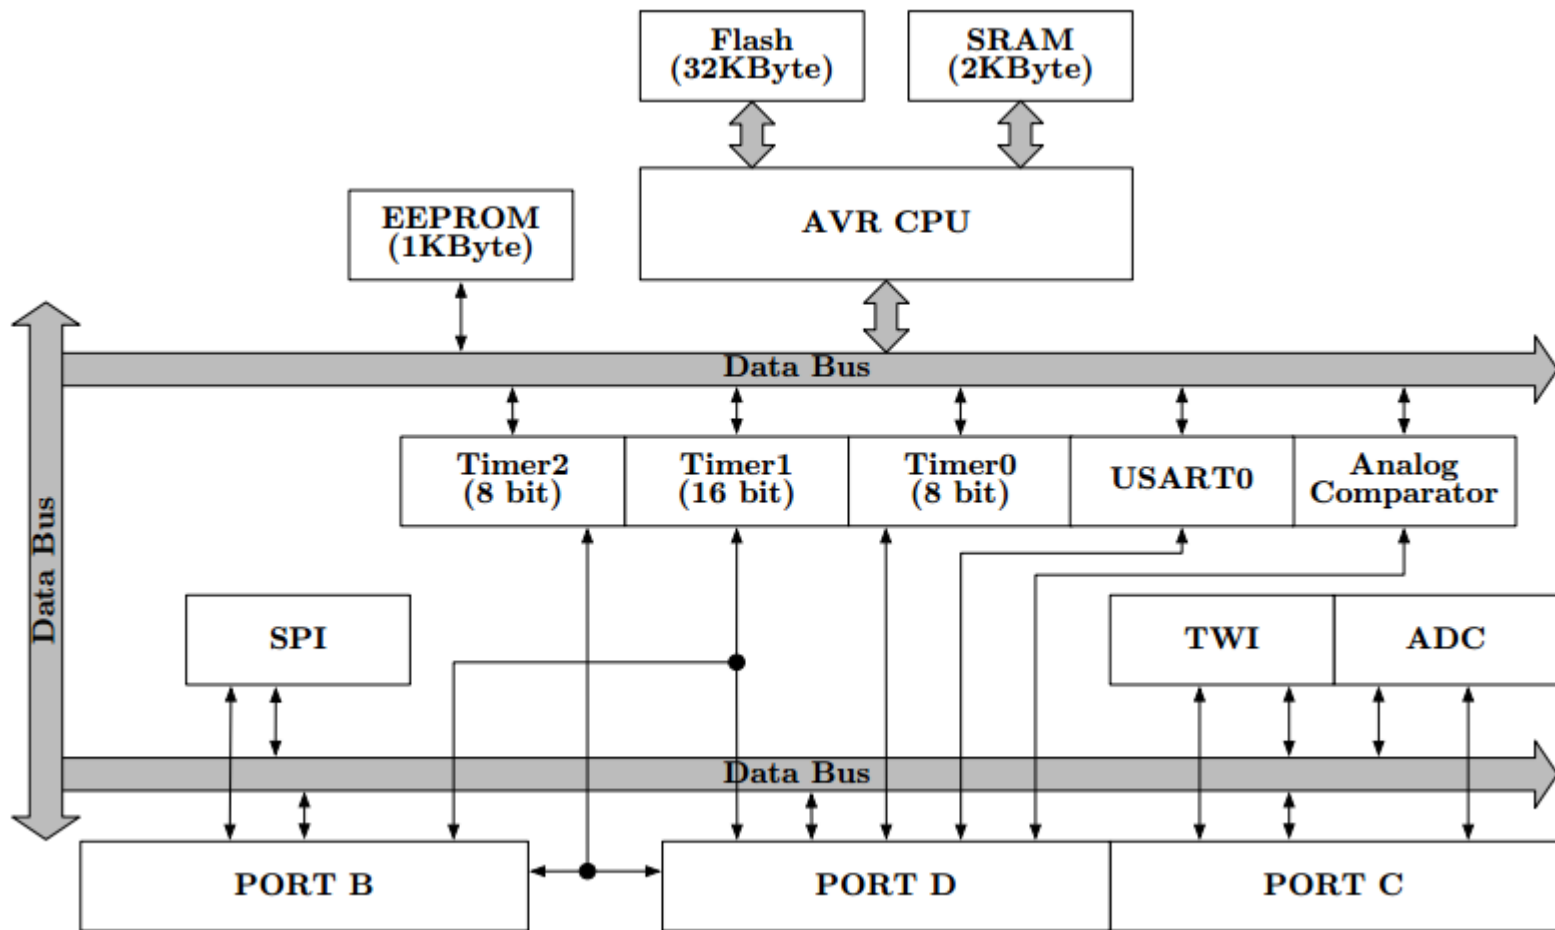 Flash
(32KByte)
SRAM
(2KByte)
EEPROM
(1KByte)
AVR CPU
Data Bus
Data Bus
Timer2
(8 bit)
Timer1
(16 bit)
Timer0
(8 bit)
USART0
Analog
Comparator
SPI
TWI
ADC
Data Bus
PORT B
PORT D
PORT C